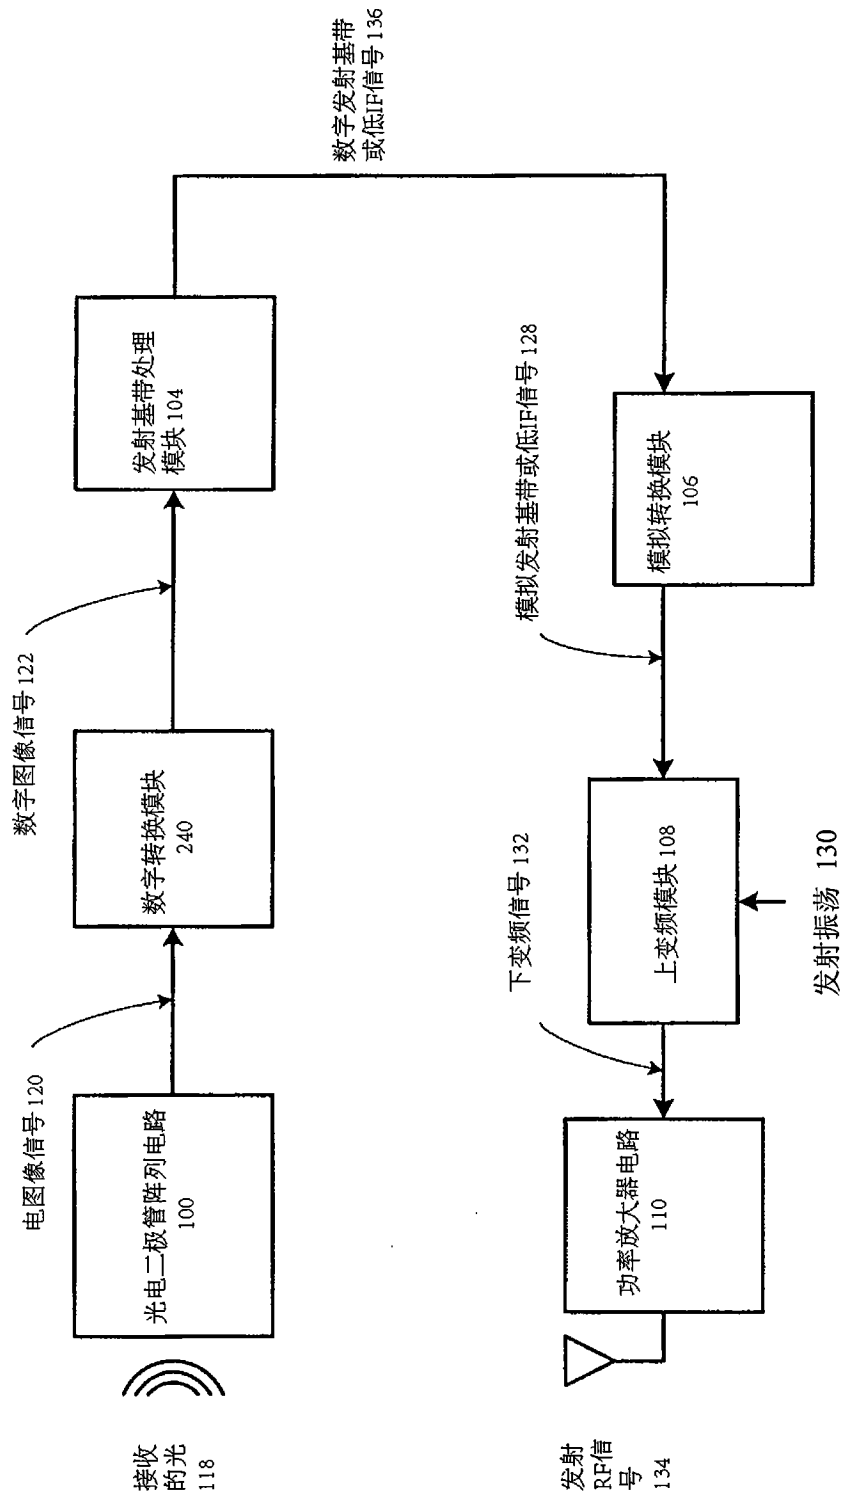 接收
的光
118
光电二极管阵列电路
100
电图像信号 120
数字转换模块
240
数字图像信号 122
发射基带处理
模块 104
数字发射基带
或低IF信号 136
模拟转换模块
106
模拟发射基带或低IF信号 128
上变频模块 108
发射振荡 130
下变频信号 132
功率放大器电路
110
发射
RF信
号
134